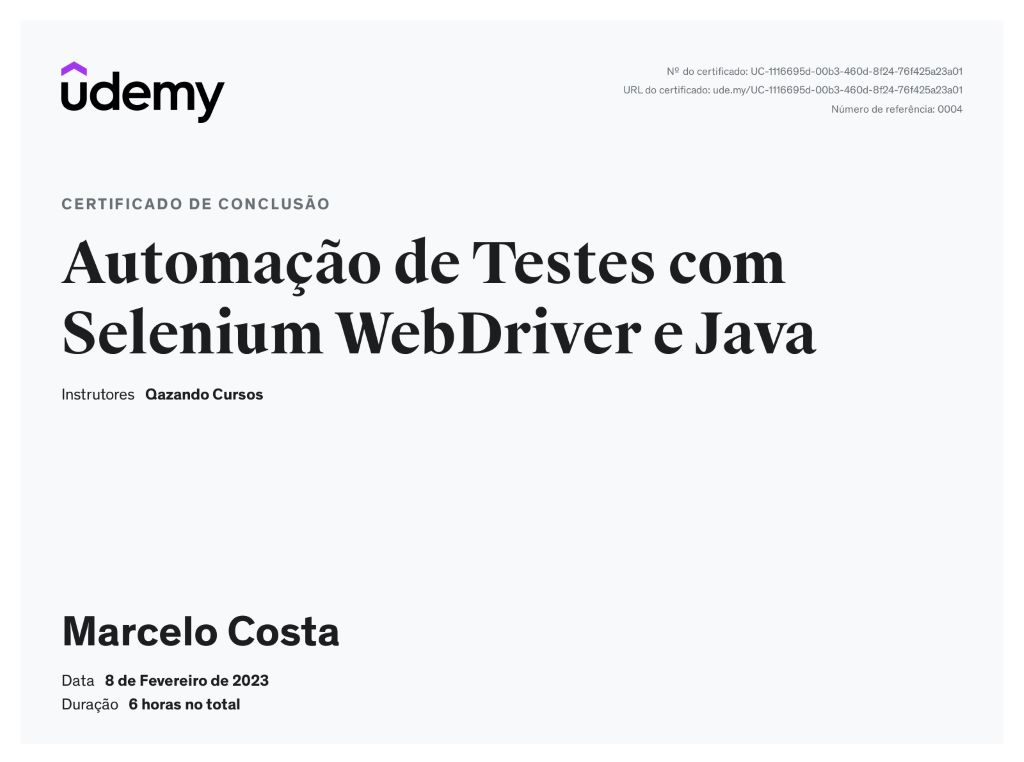 udemy
Nº do certificado: UC-1116695d-00b3-460d-8f24-76f425a23a01
URL do certificado: ude.my/UC-1116695d-00b3-460d-8f24-76f425a23a01
Número de referência: 0004
CERTIFICADO DE CONCLUSÃO
Automação de Testes com
Selenium WebDriver e Java
Instrutores Qazando Cursos
Marcelo Costa
Data 8 de Fevereiro de 2023
Duração 6 horas no total